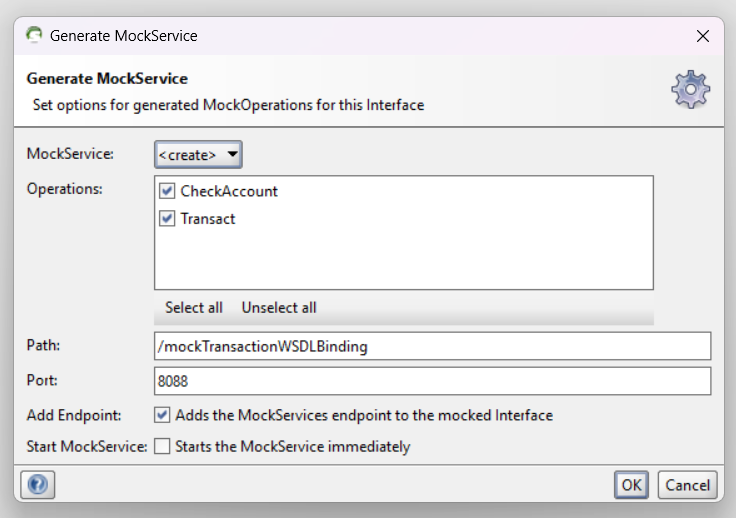 Generate MockService
Generate MockService
Set options for generated MockOperations for this Interface
MockService: <create>
Operations: CheckAccount
Transact
Select all Unselect all
Path: /mockTransactionWSDLBinding
Port: 8088
Add Endpoint: Adds the MockServices endpoint to the mocked Interface
Start MockService: Starts the MockService immediately
? OK Cancel